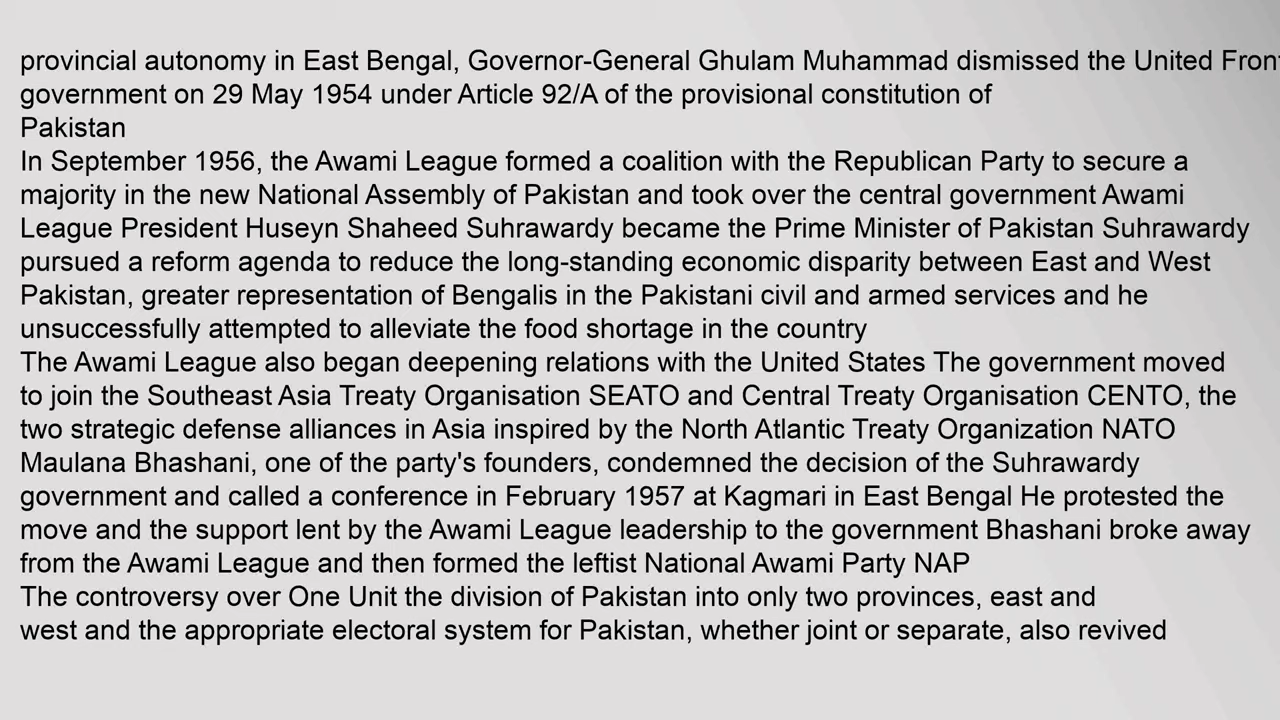 provincial autonomy in East Bengal, Governor-General Ghulam Muhammad dismissed the United Fron
government on 29 May 1954 under Article 92/A of the provisional constitution of
Pakistan
In September 1956, the Awami League formed a coalition with the Republican Party to secure a
majority in the new National Assembly of Pakistan and took over the central government Awami
League President Huseyn Shaheed Suhrawardy became the Prime Minister of Pakistan Suhrawardy
pursued a reform agenda to reduce the long-standing economic disparity between East and West
Pakistan, greater representation of Bengalis in the Pakistani civil and armed services and he
unsuccessfully attempted to alleviate the food shortage in the country
The Awami League also began deepening relations with the United States The government moved
to join the Southeast Asia Treaty Organisation SEATO and Central Treaty Organisation CENTO, the
two strategic defense alliances in Asia inspired by the North Atlantic Treaty Organization NATO
Maulana Bhashani, one of the party's founders, condemned the decision of the Suhrawardy
government and called a conference in February 1957 at Kagmari in East Bengal He protested the
move and the support lent by the Awami League leadership to the government Bhashani broke away
from the Awami League and then formed the leftist National Awami Party NAP
The controversy over One Unit the division of Pakistan into only two provinces, east and
west and the appropriate electoral system for Pakistan, whether joint or separate, also revived